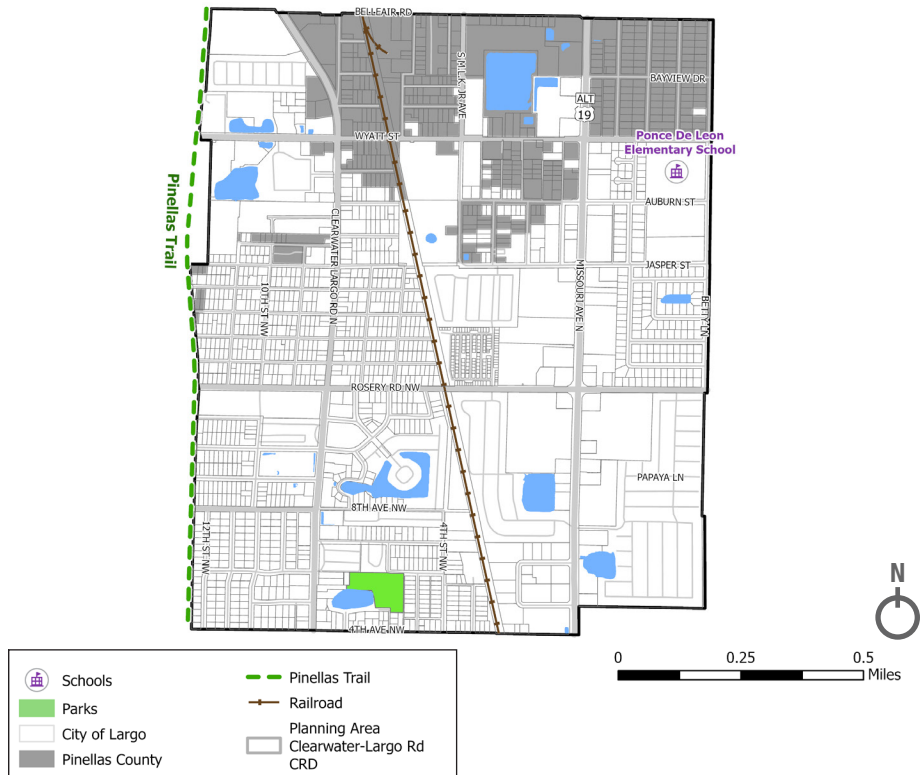 BELLEAIR RD
S M.L.K. JR AVE
BAYVIEW DR
ALT
19
WYATT ST
Ponce De Leon
Elementary School
Pinellas Trail
AUBURN ST
CLEARWATER LARGO RD N
JASPER ST
MISSOURI AVE N
10TH ST NW
BETTY LN
ROSERY RD NW
PAPAYA LN
8TH AVE NW
12TH ST NW
4TH ST NW
4TH AVE NW
N
0
0.25
0.5
Miles
Schools
Parks
City of Largo
Pinellas County
Pinellas Trail
Railroad
Planning Area
Clearwater-Largo Rd
CRD